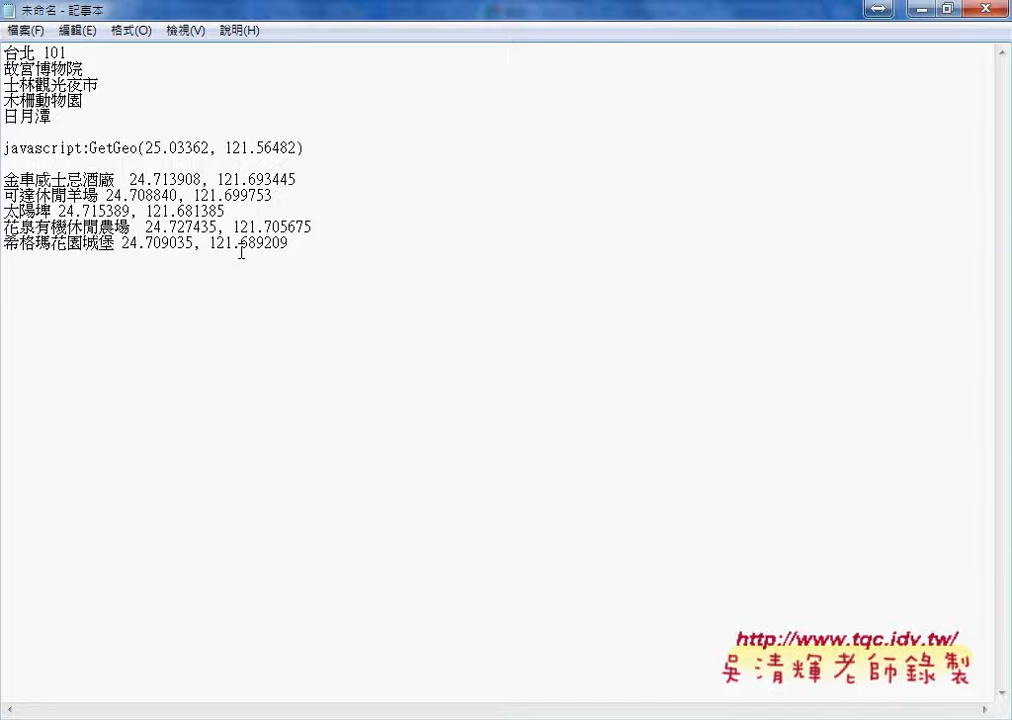 未命名 - 記事本
檔案(F) 編輯(E) 格式(O) 檢視(V) 說明(H)
台北 101
故宮博物院
士林觀光夜市
木柵動物園
日月潭
javascript:GetGeo(25.03362, 121.56482)
金車威士忌酒廠 24.713908, 121.693445
可達休閒羊場 24.708840, 121.699753
太陽埤 24.715389, 121.681385
花泉有機休閒農場 24.727435, 121.705675
希格瑪花園城堡 24.709035, 121.689209
http://www.tqc.idv.tw/
吳清輝老師錄製